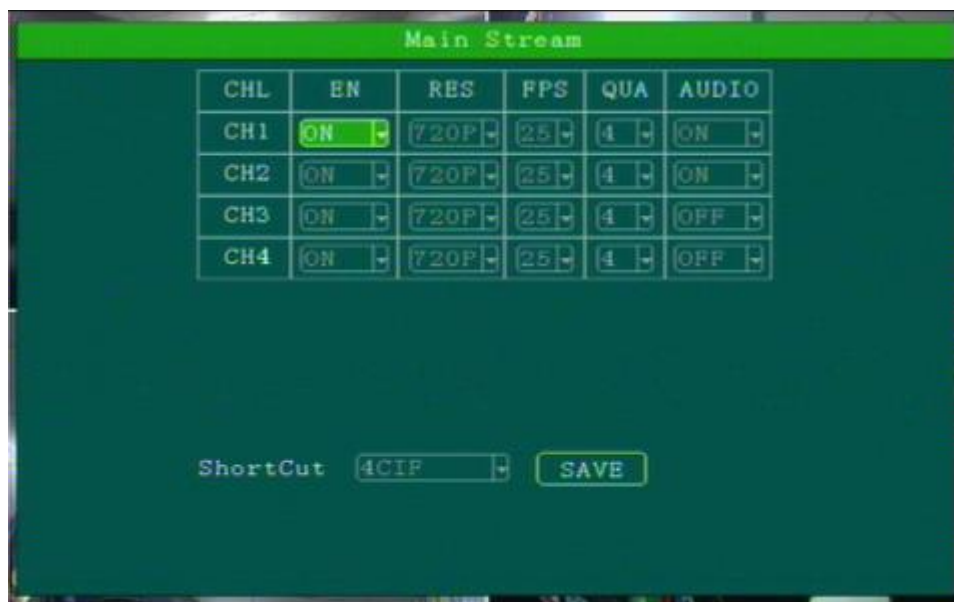 Main Stream
CHL EN RES FPS QUA AUDIO
CH1 ON 720P 25 4 ON
CH2 ON 720P 25 4 ON
CH3 ON 720P 25 4 OFF
CH4 ON 720P 25 4 OFF
ShortCut 4CIF SAVE